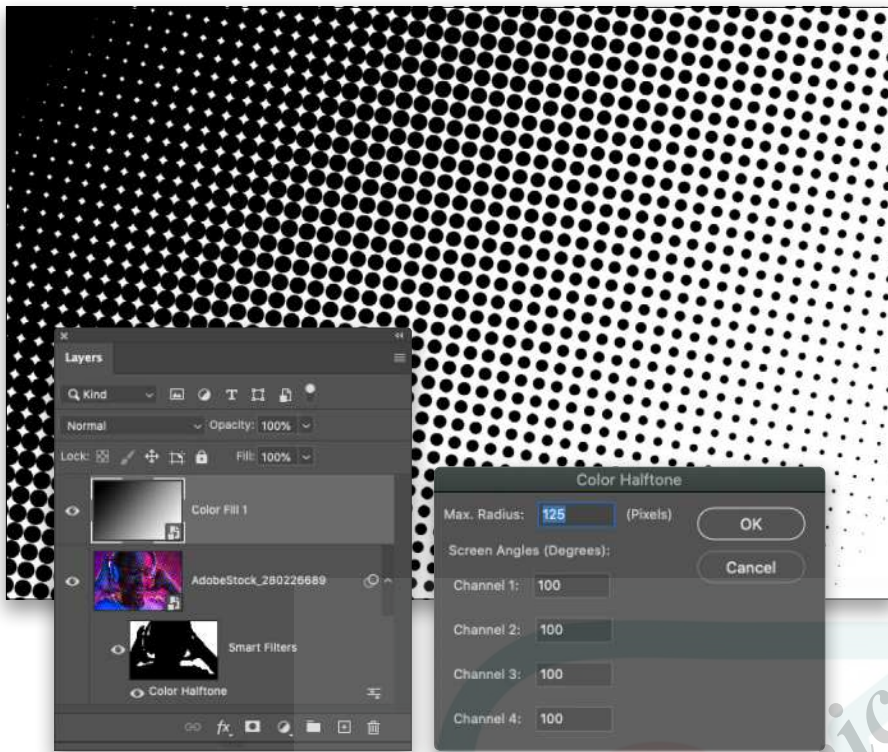 Layers
Kind
Normal
Opacity: 100%
Lock:
Fill: 100%
Color Fill 1
AdobeStock_280226689
Smart Filters
Color Halftone
fx
Color Halftone
Max. Radius: 125 (Pixels)
OK
Screen Angles (Degrees):
Cancel
Channel 1: 100
Channel 2: 100
Channel 3: 100
Channel 4: 100
ic